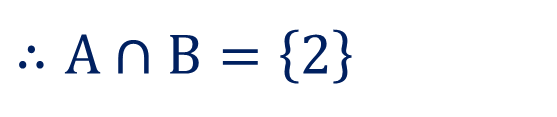 ∴ A ∩ B = {2}